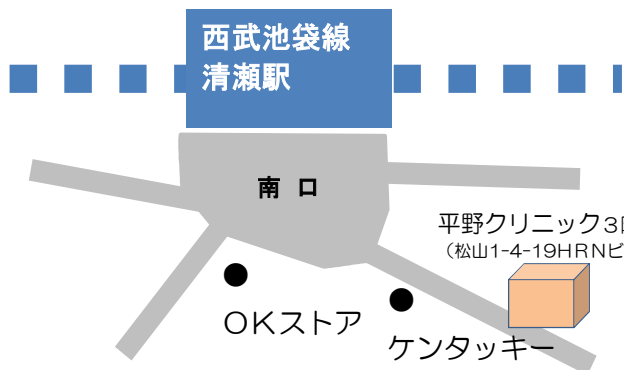 西武池袋線
清瀬駅
南 口
平野クリニック3
（松山1-4-19HRNビ
OKストア
ケンタッキー